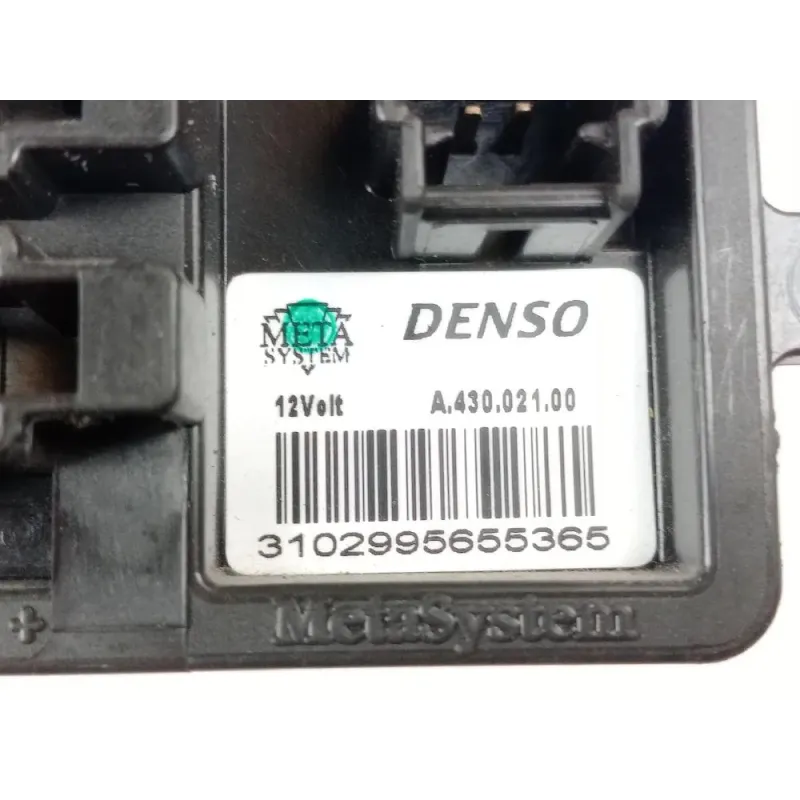 META
SYSTEM
DENSO
12Volt
A.430.021.00
3102995655365
MetaSystem
+